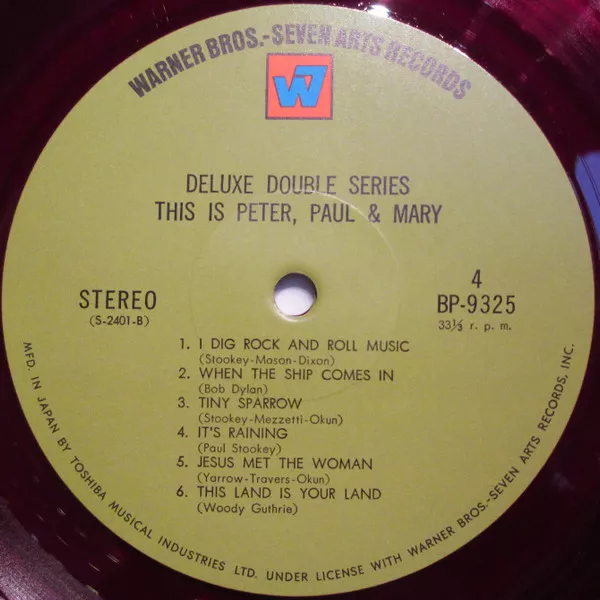 WARNER BROS.-SEVEN ARTS RECORDS
W7
DELUXE DOUBLE SERIES
THIS IS PETER, PAUL & MARY
STEREO
(S-2401-B)
4
BP-9325
33⅓ r. p. m.
1. I DIG ROCK AND ROLL MUSIC
(Stookey-Mason-Dixon)
2. WHEN THE SHIP COMES IN
(Bob Dylan)
3. TINY SPARROW
(Stookey-Mezzetti-Okun)
4. IT'S RAINING
(Paul Stookey)
5. JESUS MET THE WOMAN
(Yarrow-Travers-Okun)
6. THIS LAND IS YOUR LAND
(Woody Guthrie)
MFD. IN JAPAN BY TOSHIBA MUSICAL INDUSTRIES LTD. UNDER LICENSE WITH WARNER BROS.-SEVEN ARTS RECORDS, INC.